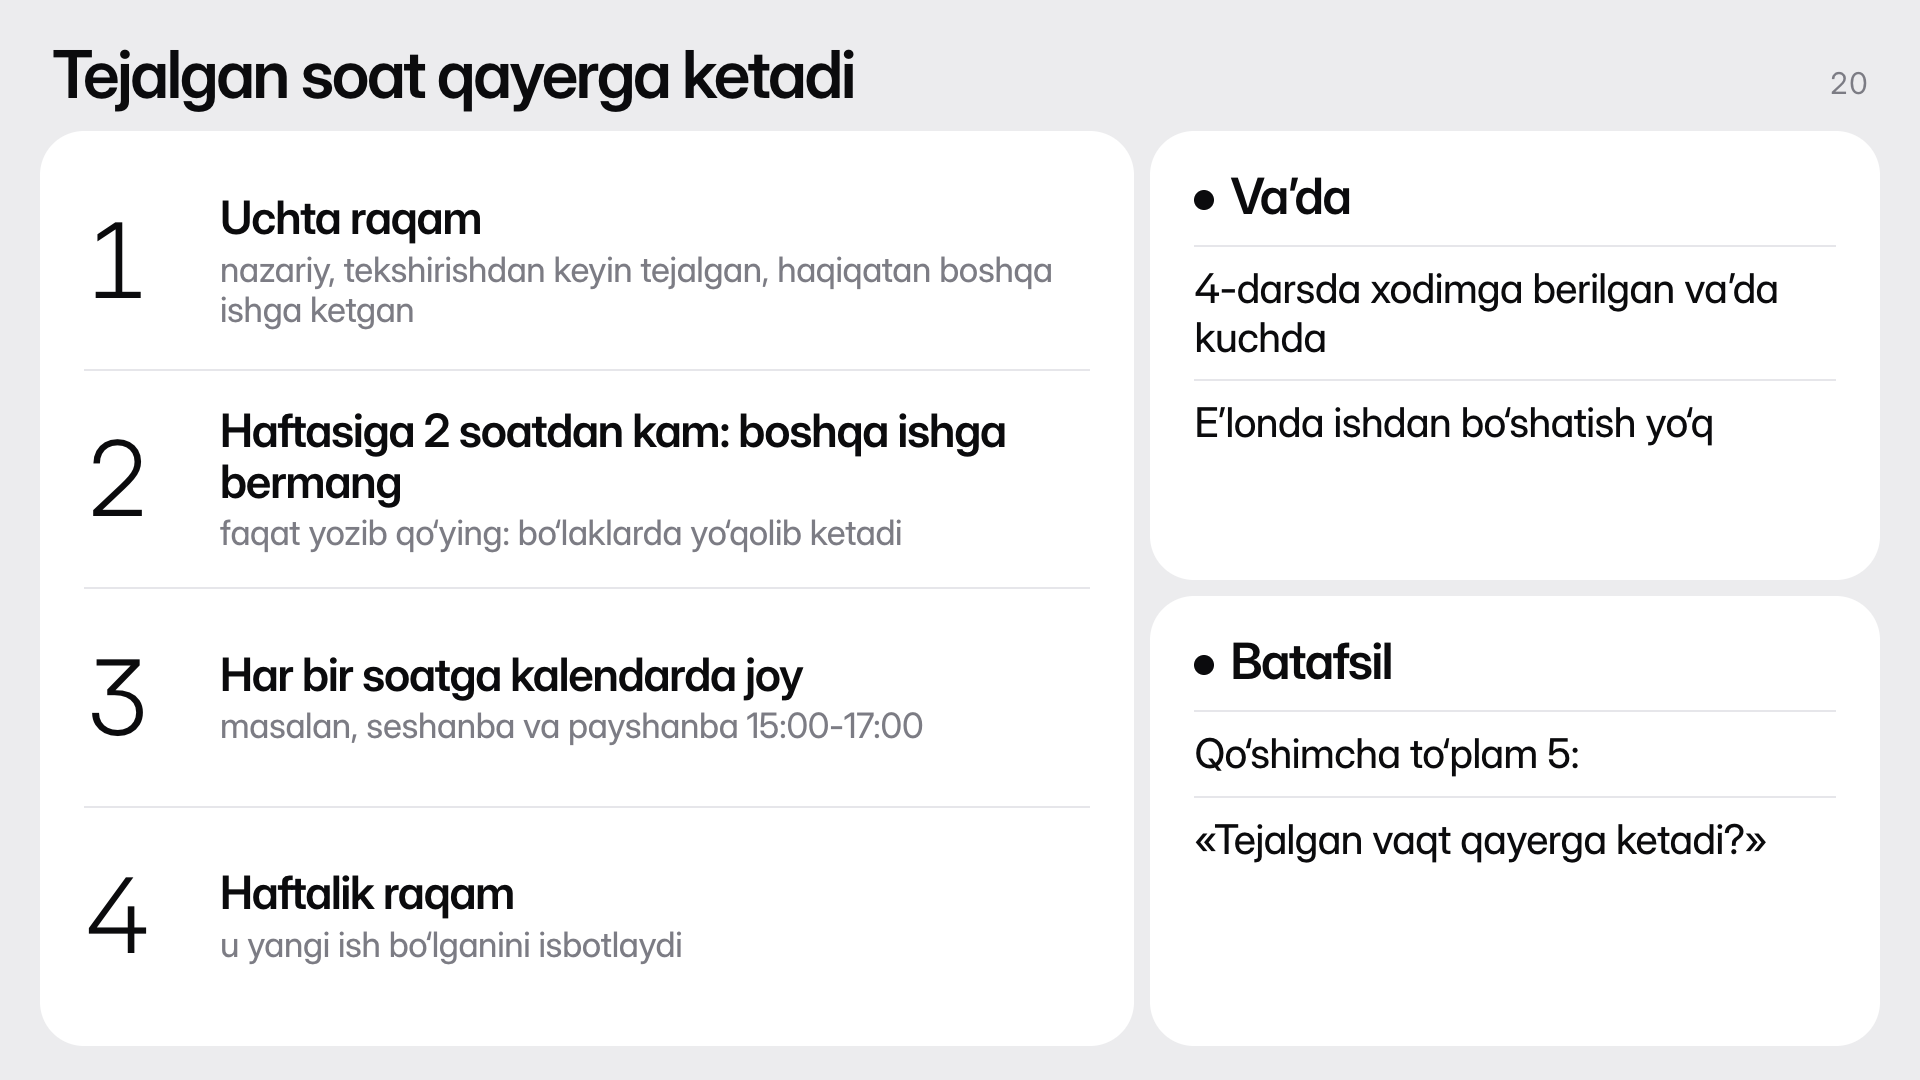 Tejalgan soat qayerga ketadi
20
1
Uchta raqam
nazariy, tekshirishdan keyin tejalgan, haqiqatan boshqa
ishga ketgan
2
Haftasiga 2 soatdan kam: boshqa ishga
bermang
faqat yozib qo‘ying: bo‘laklarda yo‘qolib ketadi
3
Har bir soatga kalendarda joy
masalan, seshanba va payshanba 15:00-17:00
4
Haftalik raqam
u yangi ish bo‘lganini isbotlaydi
• Va’da
4-darsda xodimga berilgan va’da
kuchda
E’londa ishdan bo‘shatish yo‘q
• Batafsil
Qo‘shimcha to‘plam 5:
«Tejalgan vaqt qayerga ketadi?»